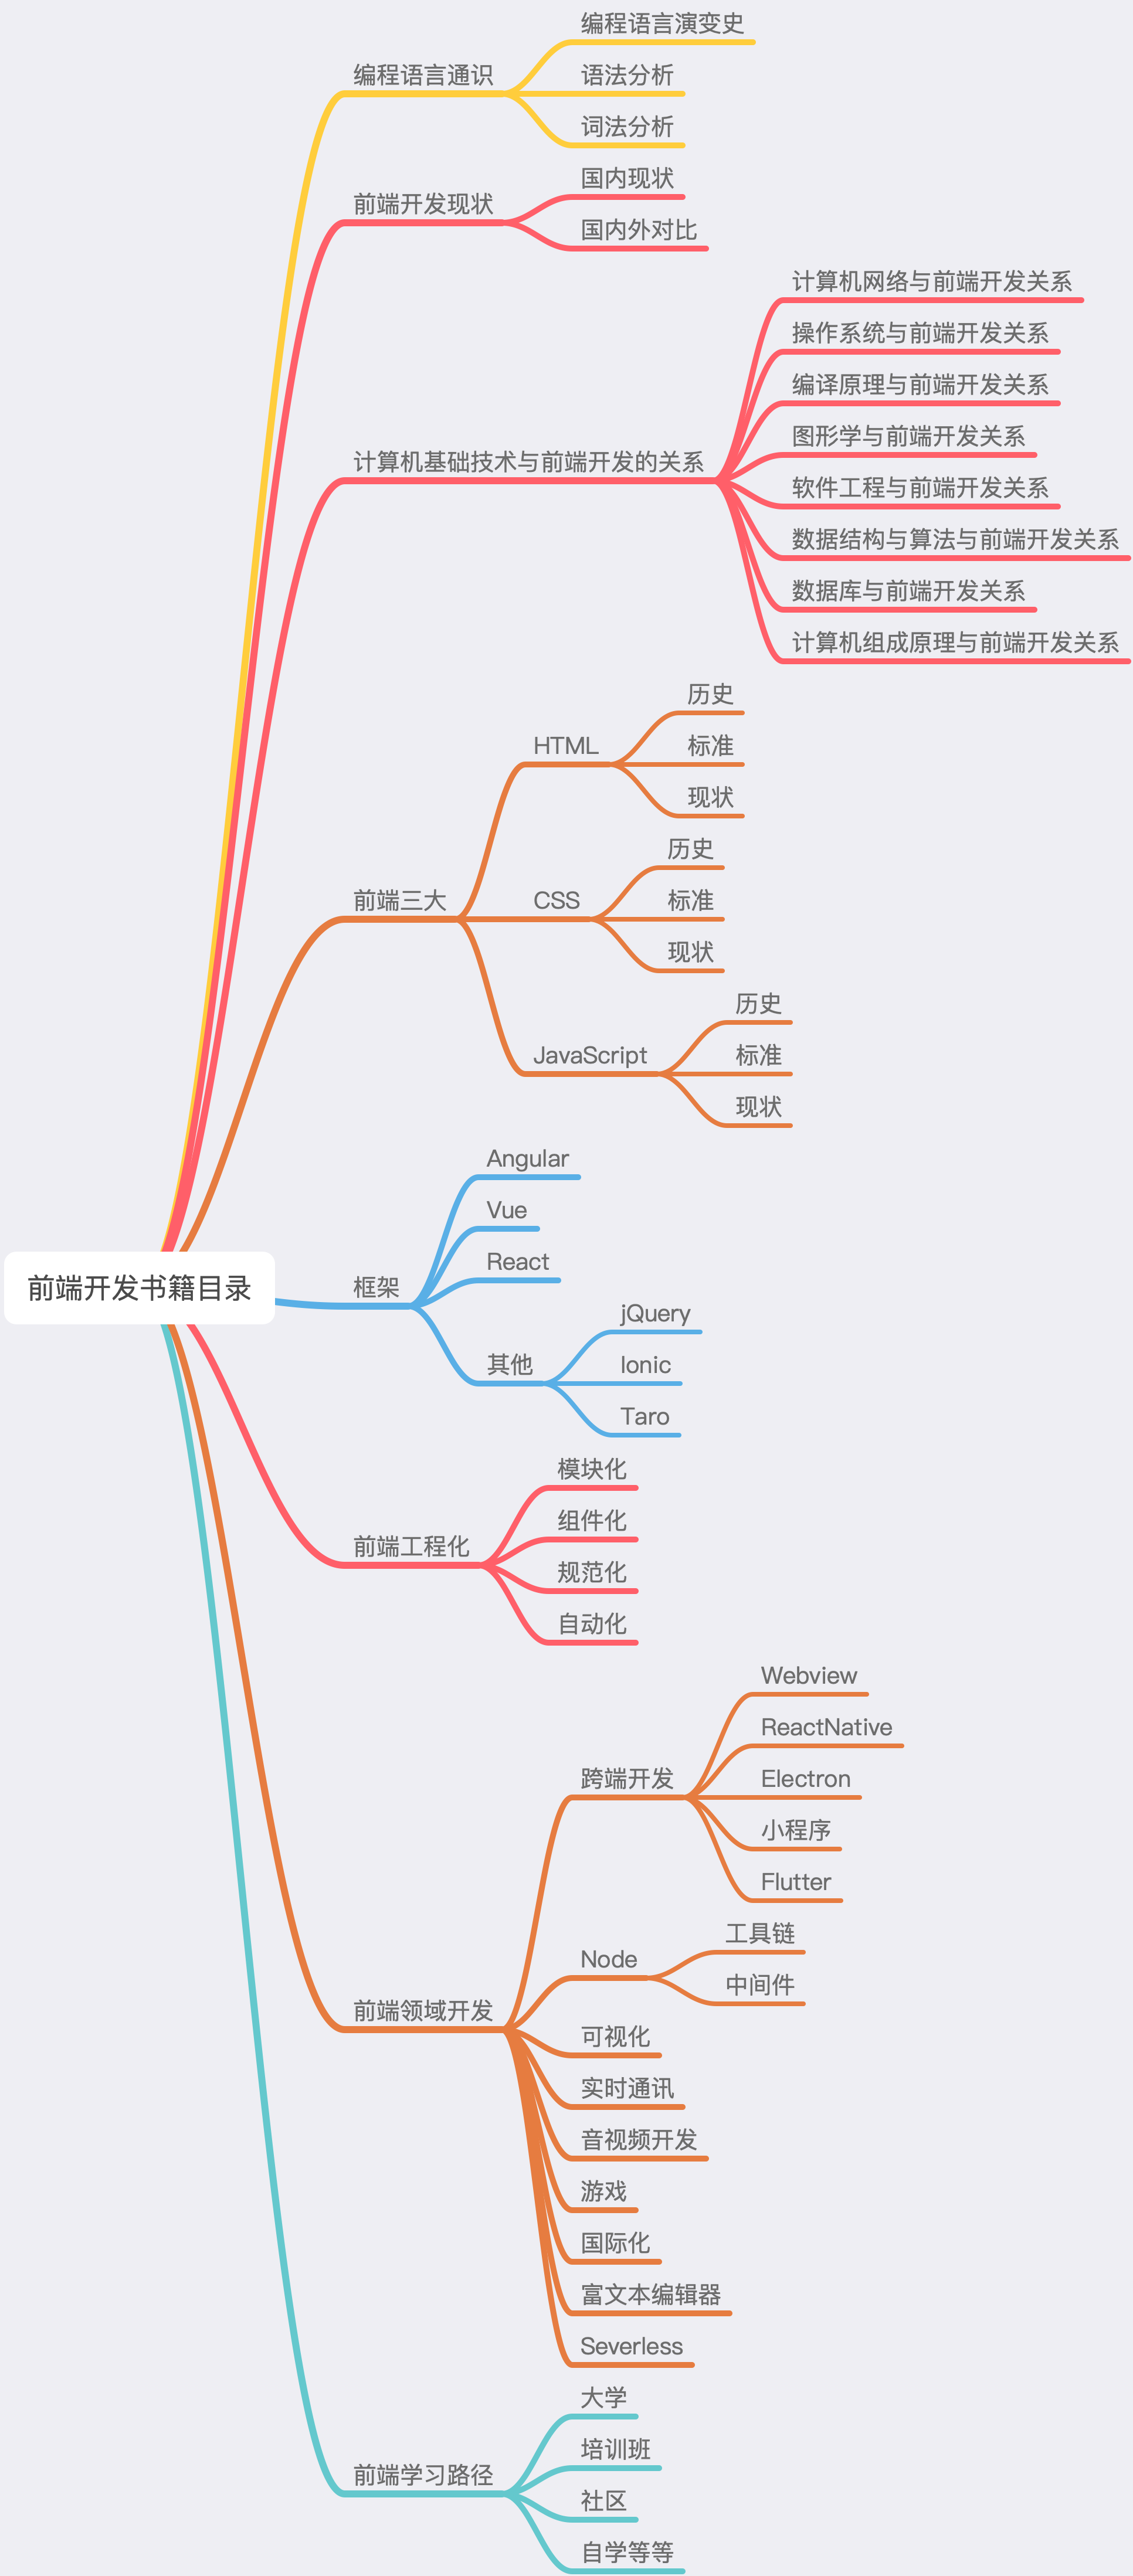 编程语言演变史
编程语言通识
语法分析
词法分析
国内现状
前端开发现状
国内外对比
计算机网络与前端开发关系
操作系统与前端开发关系
编译原理与前端开发关系
图形学与前端开发关系
计算机基础技术与前端开发的关系
软件工程与前端开发关系
数据结构与算法与前端开发关系
数据库与前端开发关系
计算机组成原理与前端开发关系
历史
HTML
标准
现状
历史
前端三大
CSS
标准
现状
历史
JavaScript
标准
现状
Angular
Vue
React
前端开发书籍目录
框架
jQuery
其他
Ionic
Taro
模块化
组件化
前端工程化
规范化
自动化
Webview
ReactNative
跨端开发
Electron
小程序
Flutter
工具链
Node
中间件
前端领域开发
可视化
实时通讯
音视频开发
游戏
国际化
富文本编辑器
Severless
大学
培训班
前端学习路径
社区
自学等等